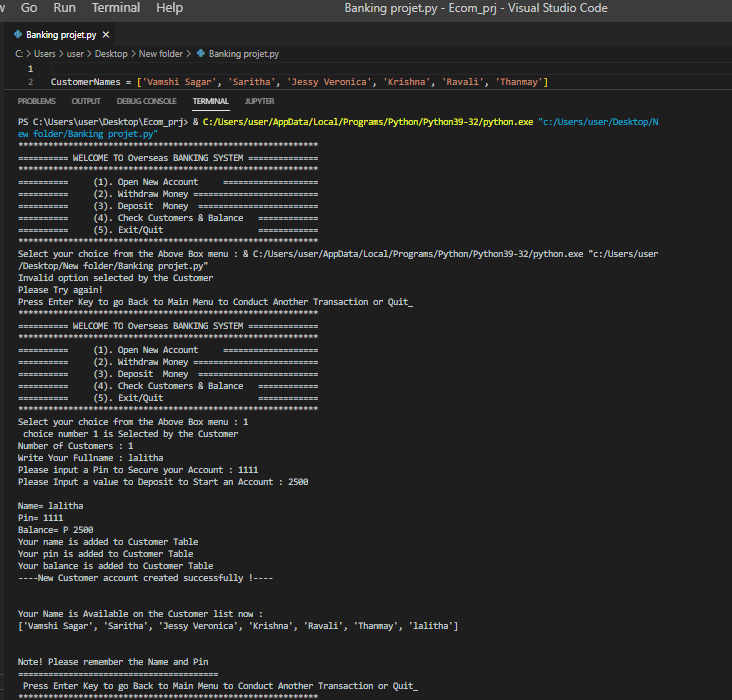 Go Run Terminal Help Banking projet.py - Ecom_prj - Visual Studio Code
Banking projet.py ×
C: > Users > user > Desktop > New folder > Banking projet.py
1
2 CustomerNames = ['Vamshi Sagar', 'Saritha', 'Jessy Veronica', 'Krishna', 'Ravali', 'Thanmay']
PROBLEMS OUTPUT DEBUG CONSOLE TERMINAL JUPYTER
PS C:\Users\user\Desktop\Ecom_prj> & C:/Users/user/AppData/Local/Programs/Python/Python39-32/python.exe "c:/Users/user/Desktop/N
ew folder/Banking projet.py"
************************************************************
========== WELCOME TO Overseas BANKING SYSTEM ==============
************************************************************
==========     (1). Open New Account     ===================
==========     (2). Withdraw Money =========================
==========     (3). Deposit  Money  ========================
==========     (4). Check Customers & Balance   ============
==========     (5). Exit/Quit                   ============
************************************************************
Select your choice from the Above Box menu : & C:/Users/user/AppData/Local/Programs/Python/Python39-32/python.exe "c:/Users/user
/Desktop/New folder/Banking projet.py"
Invalid option selected by the Customer
Please Try again!
Press Enter Key to go Back to Main Menu to Conduct Another Transaction or Quit_
************************************************************
========== WELCOME TO Overseas BANKING SYSTEM ==============
************************************************************
==========     (1). Open New Account     ===================
==========     (2). Withdraw Money =========================
==========     (3). Deposit  Money  ========================
==========     (4). Check Customers & Balance   ============
==========     (5). Exit/Quit                   ============
************************************************************
Select your choice from the Above Box menu : 1
 choice number 1 is Selected by the Customer
Number of Customers : 1
Write Your Fullname : lalitha
Please input a Pin to Secure your Account : 1111
Please Input a value to Deposit to Start an Account : 2500
Name= lalitha
Pin= 1111
Balance= P 2500
Your name is added to Customer Table
Your pin is added to Customer Table
Your balance is added to Customer Table
----New Customer account created successfully !----
Your Name is Available on the Customer list now :
['Vamshi Sagar', 'Saritha', 'Jessy Veronica', 'Krishna', 'Ravali', 'Thanmay', 'lalitha']
Note! Please remember the Name and Pin
========================================
 Press Enter Key to go Back to Main Menu to Conduct Another Transaction or Quit_
************************************************************